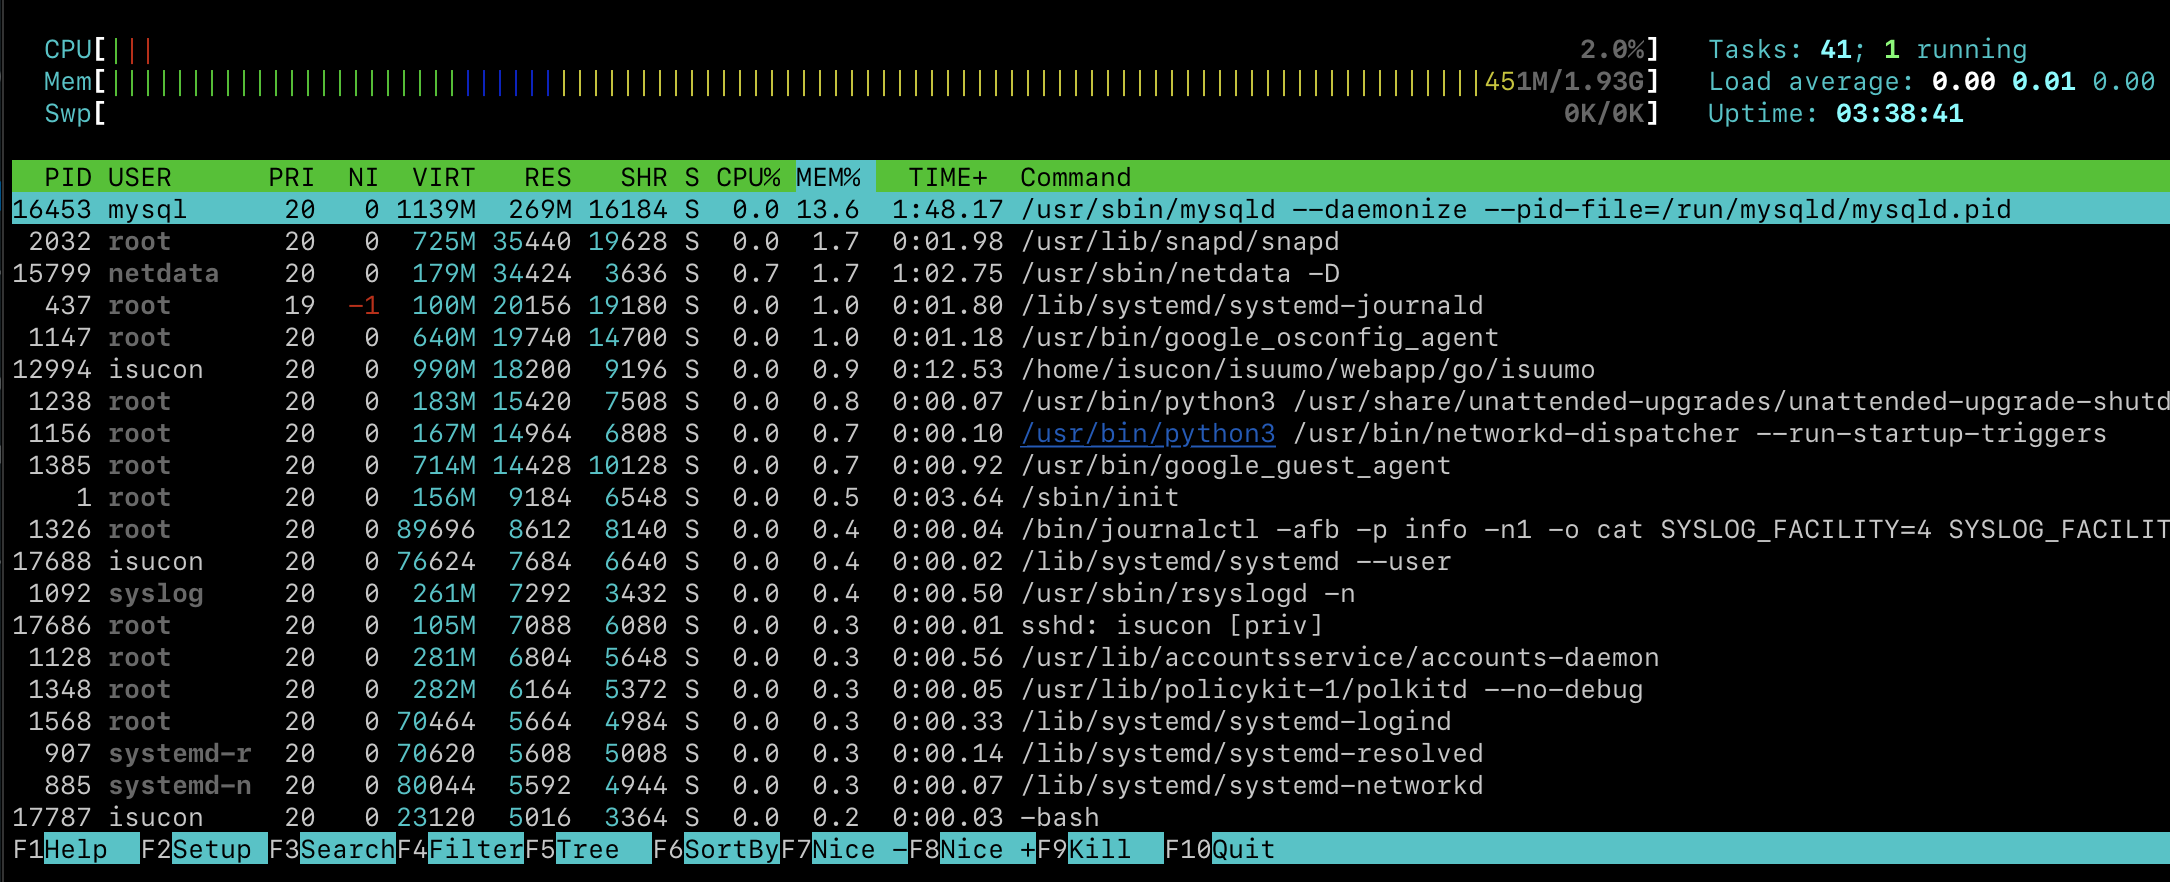 CPU[||| 2.0%] Tasks: 41; 1 running
Mem[|||||||||||||||||||||||||||||||||||||||||||||||||||||||||||||||||||||||||||||||||||||451M/1.93G] Load average: 0.00 0.01 0.00
Swp[ 0K/0K] Uptime: 03:38:41
PID USER PRI NI VIRT RES SHR S CPU% MEM% TIME+ Command
16453 mysql 20 0 1139M 269M 16184 S 0.0 13.6 1:48.17 /usr/sbin/mysqld --daemonize --pid-file=/run/mysqld/mysqld.pid
2032 root 20 0 725M 35440 19628 S 0.0 1.7 0:01.98 /usr/lib/snapd/snapd
15799 netdata 20 0 179M 34424 3636 S 0.7 1.7 1:02.75 /usr/sbin/netdata -D
437 root 19 -1 100M 20156 19180 S 0.0 1.0 0:01.80 /lib/systemd/systemd-journald
1147 root 20 0 640M 19740 14700 S 0.0 1.0 0:01.18 /usr/bin/google_osconfig_agent
12994 isucon 20 0 990M 18200 9196 S 0.0 0.9 0:12.53 /home/isucon/isuumo/webapp/go/isuumo
1238 root 20 0 183M 15420 7508 S 0.0 0.8 0:00.07 /usr/bin/python3 /usr/share/unattended-upgrades/unattended-upgrade-shutd
1156 root 20 0 167M 14964 6808 S 0.0 0.7 0:00.10 /usr/bin/python3 /usr/bin/networkd-dispatcher --run-startup-triggers
1385 root 20 0 714M 14428 10128 S 0.0 0.7 0:00.92 /usr/bin/google_guest_agent
1 root 20 0 156M 9184 6548 S 0.0 0.5 0:03.64 /sbin/init
1326 root 20 0 89696 8612 8140 S 0.0 0.4 0:00.04 /bin/journalctl -afb -p info -n1 -o cat SYSLOG_FACILITY=4 SYSLOG_FACILIT
17688 isucon 20 0 76624 7684 6640 S 0.0 0.4 0:00.02 /lib/systemd/systemd --user
1092 syslog 20 0 261M 7292 3432 S 0.0 0.4 0:00.50 /usr/sbin/rsyslogd -n
17686 root 20 0 105M 7088 6080 S 0.0 0.3 0:00.01 sshd: isucon [priv]
1128 root 20 0 281M 6804 5648 S 0.0 0.3 0:00.56 /usr/lib/accountsservice/accounts-daemon
1348 root 20 0 282M 6164 5372 S 0.0 0.3 0:00.05 /usr/lib/policykit-1/polkitd --no-debug
1568 root 20 0 70464 5664 4984 S 0.0 0.3 0:00.33 /lib/systemd/systemd-logind
907 systemd-r 20 0 70620 5608 5008 S 0.0 0.3 0:00.14 /lib/systemd/systemd-resolved
885 systemd-n 20 0 80044 5592 4944 S 0.0 0.3 0:00.07 /lib/systemd/systemd-networkd
17787 isucon 20 0 23120 5016 3364 S 0.0 0.2 0:00.03 -bash
F1Help F2Setup F3SearchF4FilterF5Tree F6SortByF7Nice -F8Nice +F9Kill F10Quit